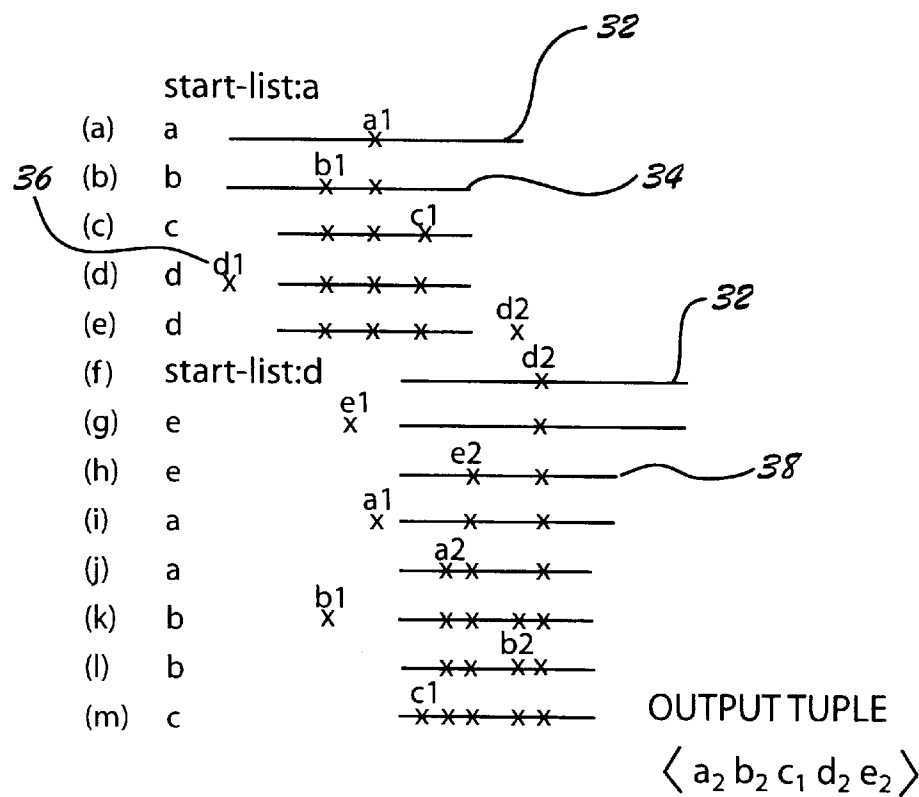 32
start-list:a
a1
(a) a
b1
36 (b) b 34
c1
(c) c
d1
(d) d
32
d2
(e) d
d2
(f) start-list:d
e1
(g) e
e2
(h) e 38
a1
(i) a
a2
(j) a
b1
(k) b
b2
(l) b
c1
(m) c
OUTPUT TUPLE
⟨ a₂ b₂ c₁ d₂ e₂ ⟩